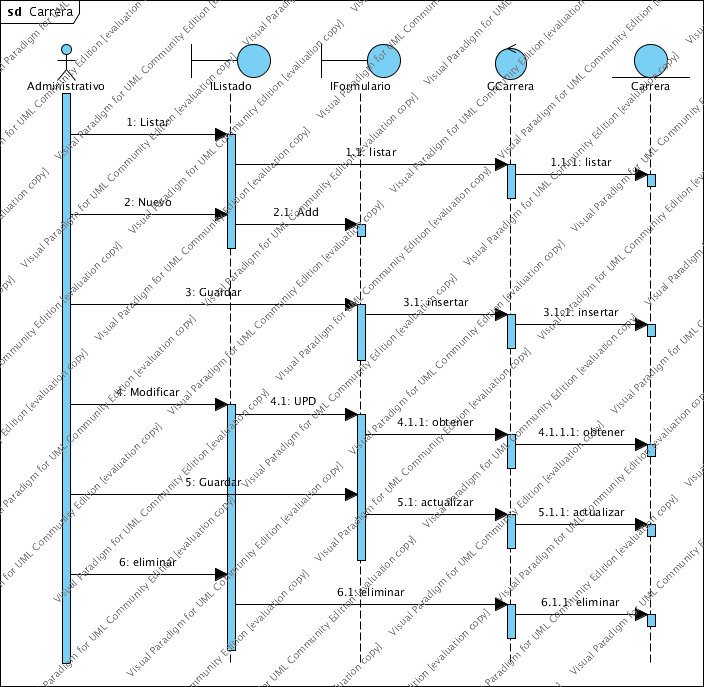 sd Carrera
Administrativo
IListado
IFormulario
CCarrera
Carrera
1: Listar
1.1: listar
1.1.1: listar
2: Nuevo
2.1: Add
3: Guardar
3.1: insertar
3.1.1: insertar
4: Modificar
4.1: UPD
4.1.1: obtener
4.1.1.1: obtener
5: Guardar
5.1: actualizar
5.1.1: actualizar
6: eliminar
6.1: eliminar
6.1.1: eliminar
Visual Paradigm for UML Community Edition [evaluation copy]